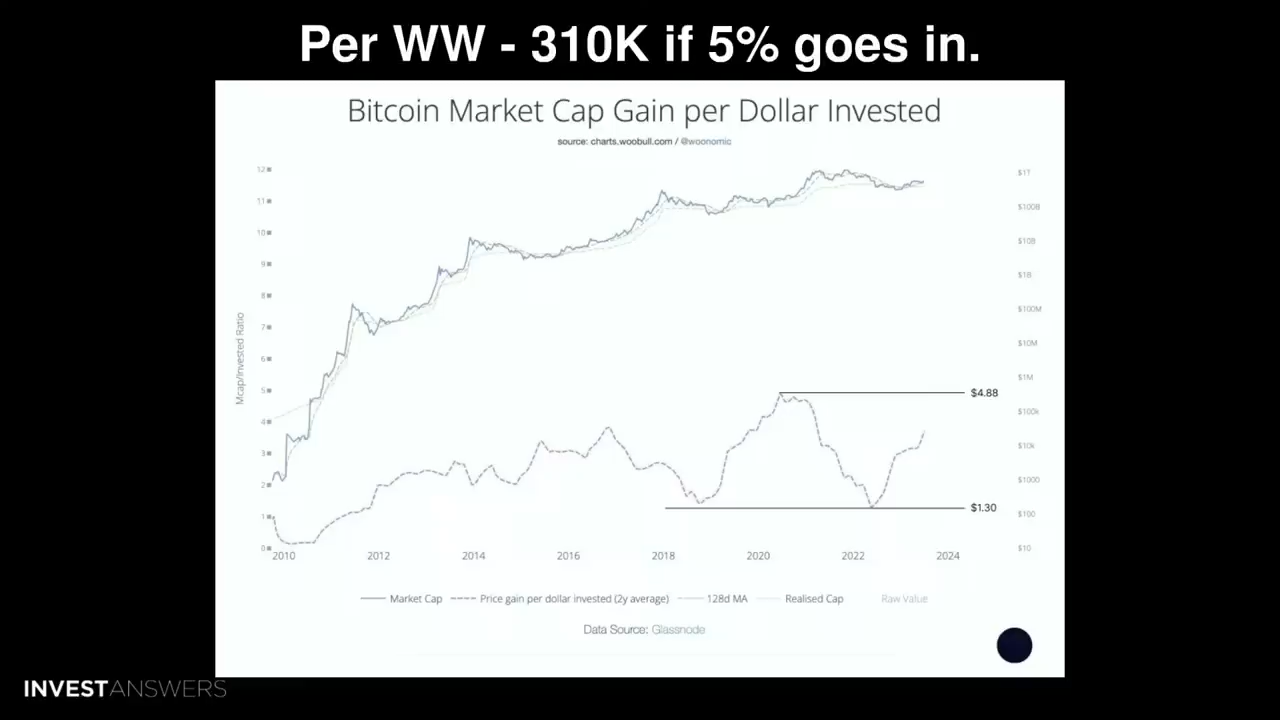 Per WW - 310K if 5% goes in.
Bitcoin Market Cap Gain per Dollar Invested
source: charts.woobull.com / @woonomic
12
11
10
9
8
7
6
5
4
3
2
1
0
Mcap/Invested Ratio
$1T
$100B
$10B
$1B
$100M
$10M
$1M
$100k
$10k
$1000
$100
$10
$4.88
$1.30
2010 2012 2014 2016 2018 2020 2022 2024
Market Cap Price gain per dollar invested (2y average) 128d MA Realised Cap Raw Value
Data Source: Glassnode
INVESTANSWERS